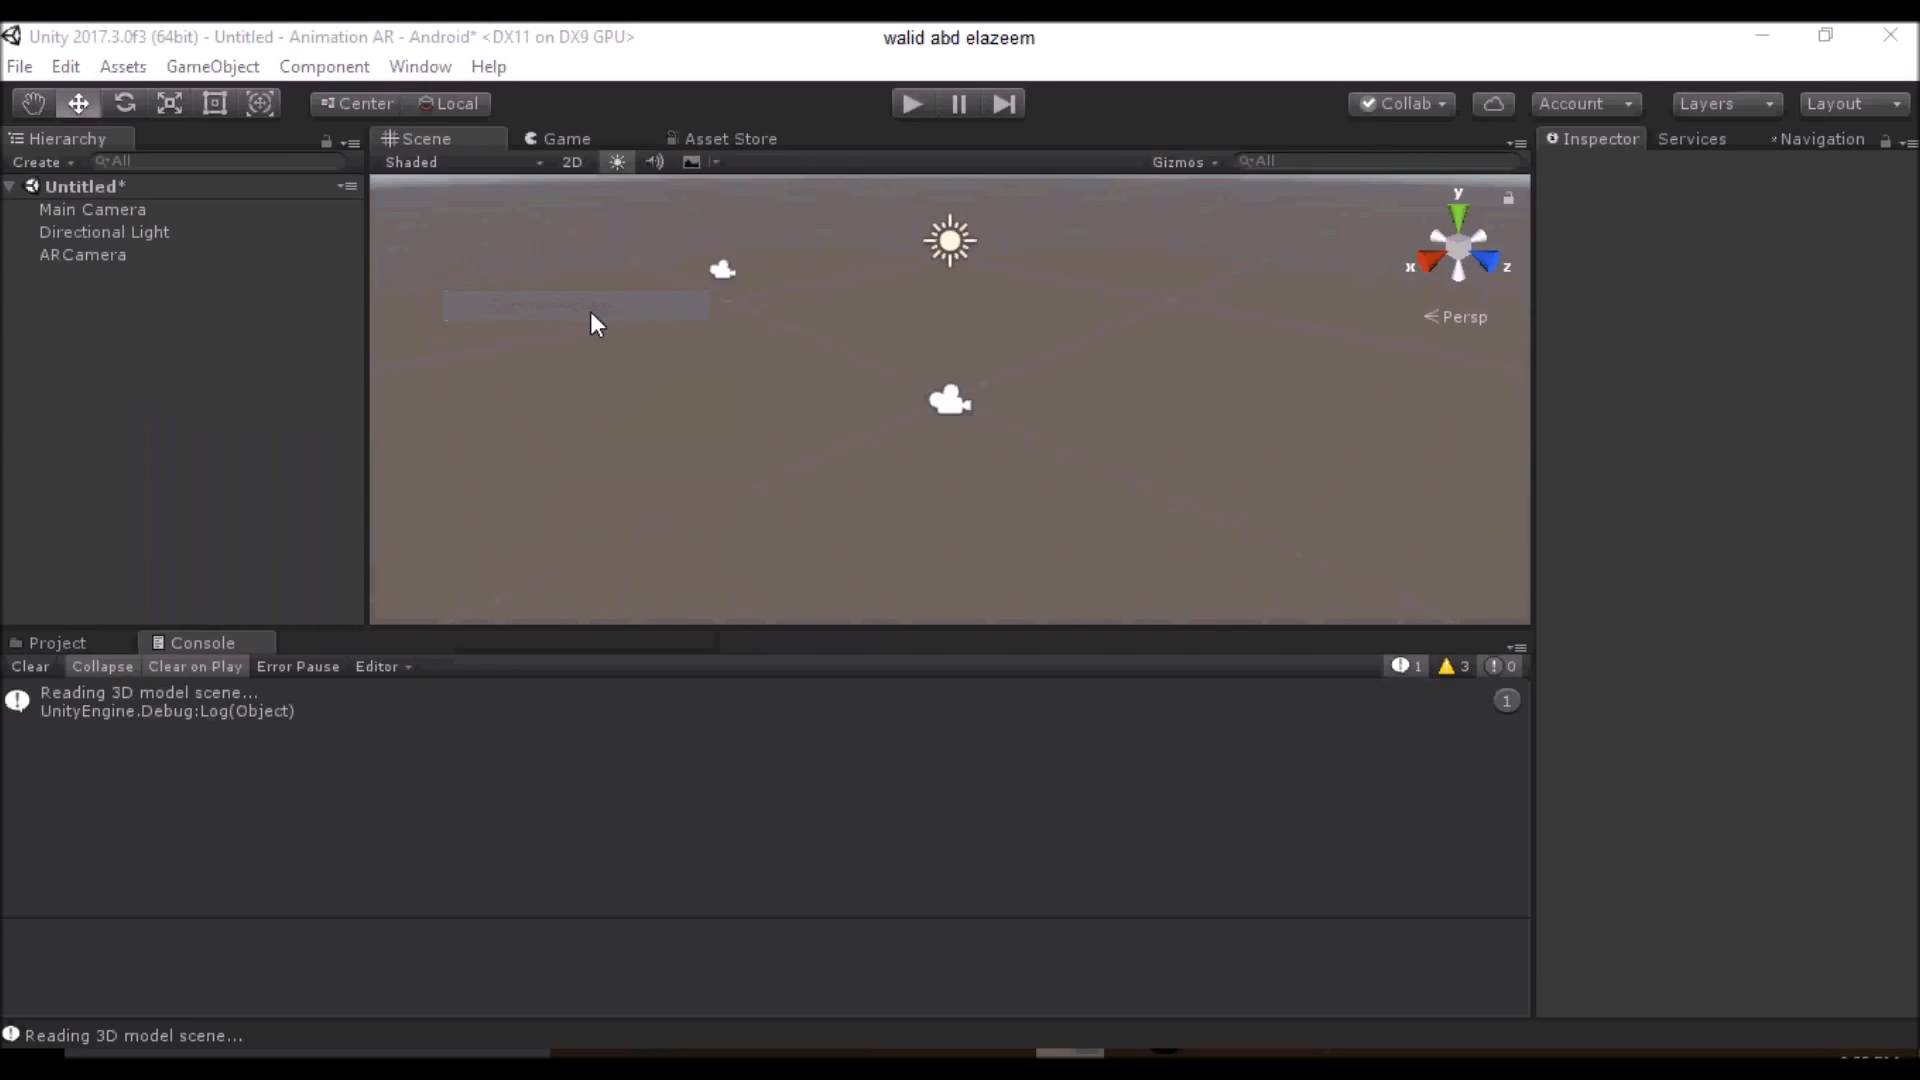 Unity 2017.3.0f3 (64bit) - Untitled - Animation AR - Android* <DX11 on DX9 GPU>
walid abd elazeem
File Edit Assets GameObject Component Window Help
Center Local
Collab Account Layers Layout
Hierarchy
Scene Game Asset Store
Inspector Services Navigation
Create All
Shaded 2D
Gizmos All
Untitled*
Main Camera
Directional Light
ARCamera
y
x z
Persp
Project Console
Clear Collapse Clear on Play Error Pause Editor
1 3 0
Reading 3D model scene...
UnityEngine.Debug:Log(Object)
1
Reading 3D model scene...